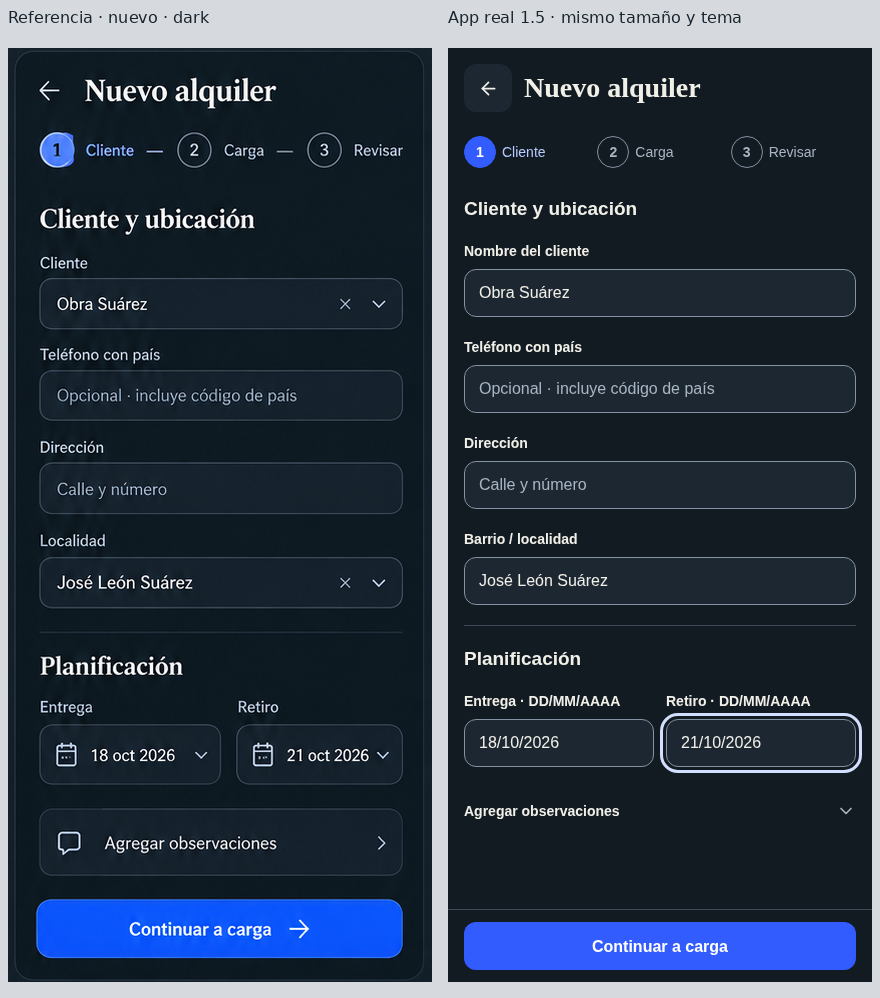 Referencia · nuevo · dark
Nuevo alquiler
1 Cliente — 2 Carga — 3 Revisar
Cliente y ubicación
Cliente
Obra Suárez
Teléfono con país
Opcional · incluye código de país
Dirección
Calle y número
Localidad
José León Suárez
Planificación
Entrega Retiro
18 oct 2026 21 oct 2026
Agregar observaciones
Continuar a carga
App real 1.5 · mismo tamaño y tema
Nuevo alquiler
1 Cliente 2 Carga 3 Revisar
Cliente y ubicación
Nombre del cliente
Obra Suárez
Teléfono con país
Opcional · incluye código de país
Dirección
Calle y número
Barrio / localidad
José León Suárez
Planificación
Entrega · DD/MM/AAAA Retiro · DD/MM/AAAA
18/10/2026 21/10/2026
Agregar observaciones
Continuar a carga